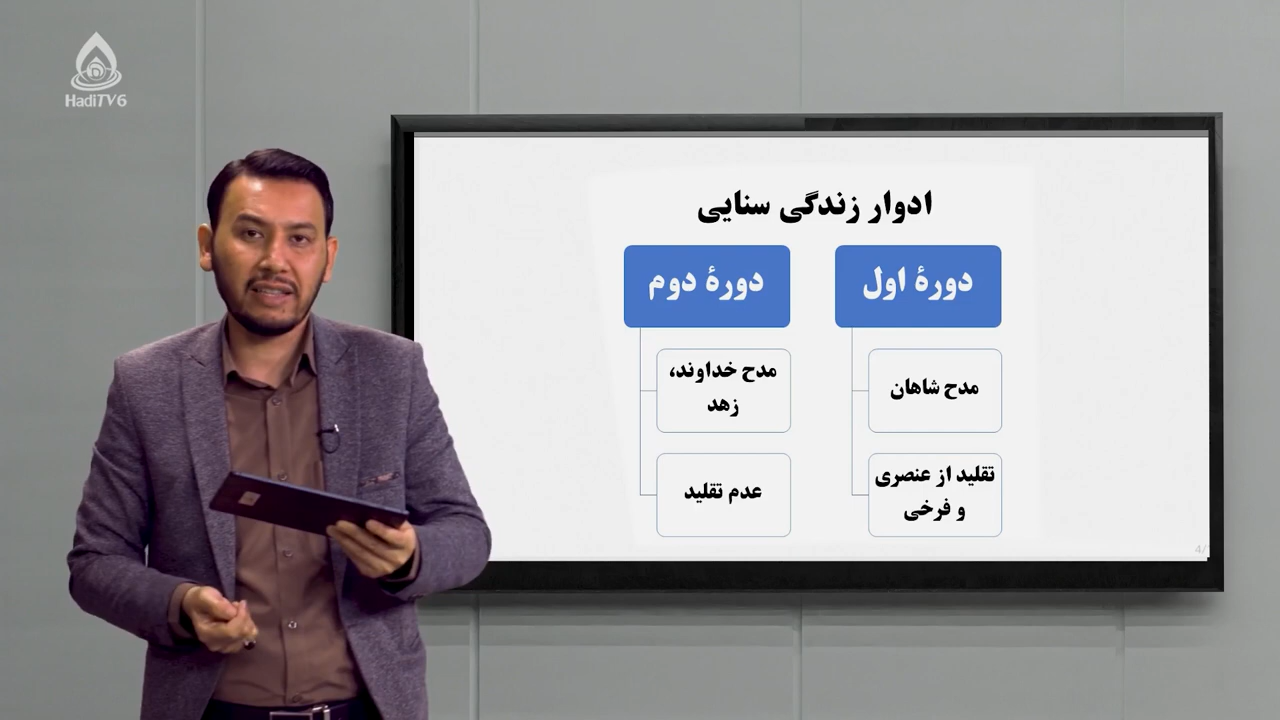 HadiTV6
ادوار زندگی سنایی
دورهٔ اول
مدح شاهان
تقلید از عنصری
و فرخی
دورهٔ دوم
مدح خداوند،
زهد
عدم تقلید
4/